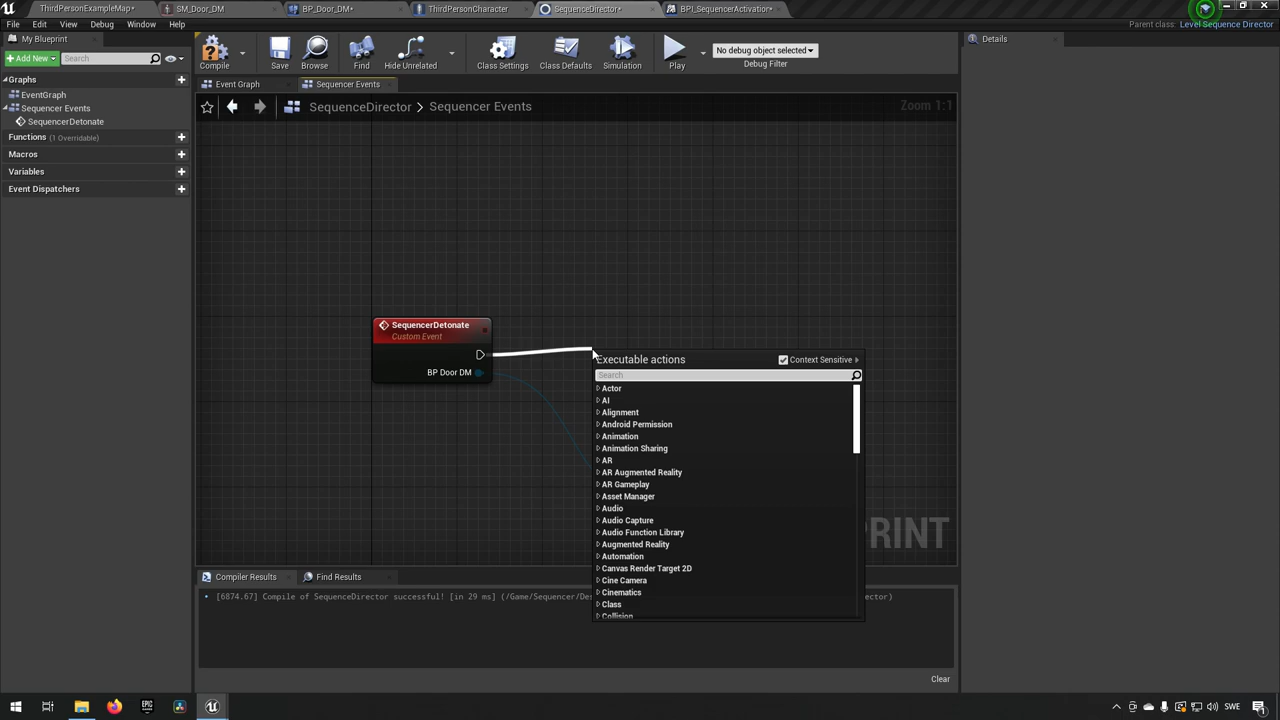 ThirdPersonExampleMap*
SM_Door_DM
BP_Door_DM*
ThirdPersonCharacter
SequenceDirector*
BPI_SequencerActivation*
File Edit Asset View Debug Window Help
Parent class: Level Sequence Director
My Blueprint
Add New
Search
Compile
Save
Browse
Find
Hide Unrelated
Class Settings
Class Defaults
Simulation
Play
No debug object selected
Debug Filter
Details
Graphs
EventGraph
Sequencer Events
SequencerDetonate
Functions (1 Overridable)
Macros
Variables
Event Dispatchers
Event Graph
Sequencer Events
SequenceDirector > Sequencer Events
Zoom 1:1
SequencerDetonate
Custom Event
BP Door DM
Executable actions
Context Sensitive
Search
Actor
AI
Alignment
Android Permission
Animation
Animation Sharing
AR
AR Augmented Reality
AR Gameplay
Asset Manager
Audio
Audio Capture
Audio Function Library
Augmented Reality
Automation
Canvas Render Target 2D
Cine Camera
Cinematics
Class
Collision
RINT
Compiler Results
Find Results
[6874.67] Compile of SequenceDirector successful! [in 29 ms] (/Game/Sequencer/De
rector)
Clear
SWE